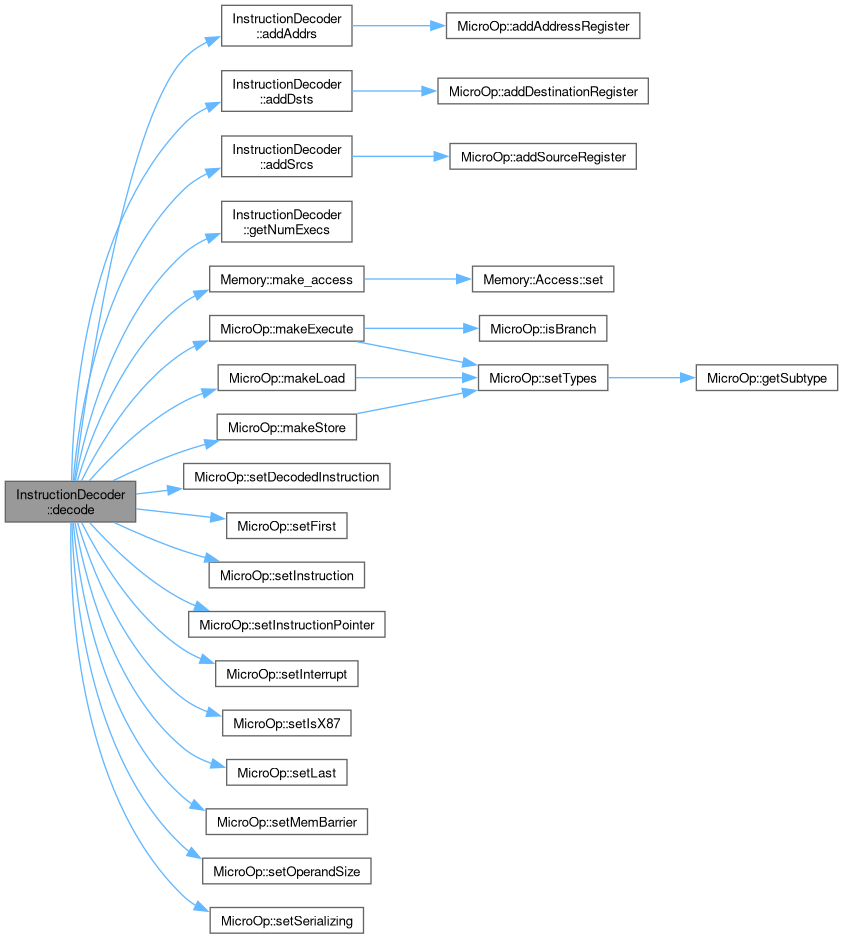 InstructionDecoder
::addAddrs
MicroOp::addAddressRegister
InstructionDecoder
::addDsts
MicroOp::addDestinationRegister
InstructionDecoder
::addSrcs
MicroOp::addSourceRegister
InstructionDecoder
::getNumExecs
Memory::make_access
Memory::Access::set
MicroOp::makeExecute
MicroOp::isBranch
MicroOp::makeLoad
MicroOp::setTypes
MicroOp::getSubtype
MicroOp::makeStore
MicroOp::setDecodedInstruction
InstructionDecoder
::decode
MicroOp::setFirst
MicroOp::setInstruction
MicroOp::setInstructionPointer
MicroOp::setInterrupt
MicroOp::setIsX87
MicroOp::setLast
MicroOp::setMemBarrier
MicroOp::setOperandSize
MicroOp::setSerializing